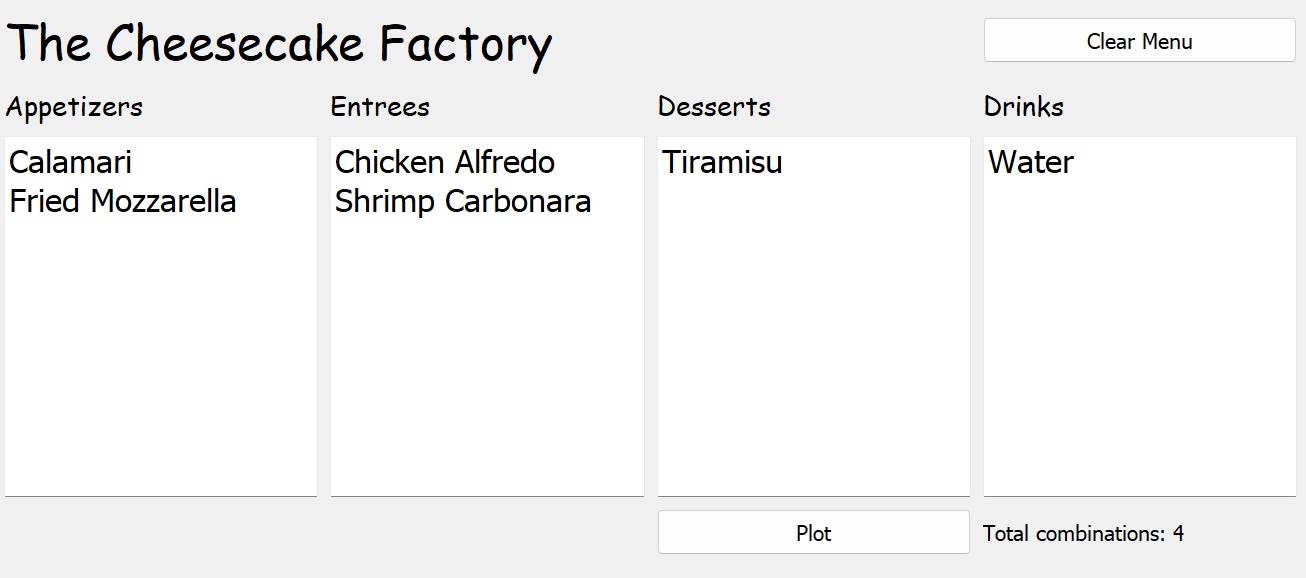 The Cheesecake Factory
Clear Menu
Appetizers
Entrees
Desserts
Drinks
Calamari
Fried Mozzarella
Chicken Alfredo
Shrimp Carbonara
Tiramisu
Water
Plot
Total combinations: 4